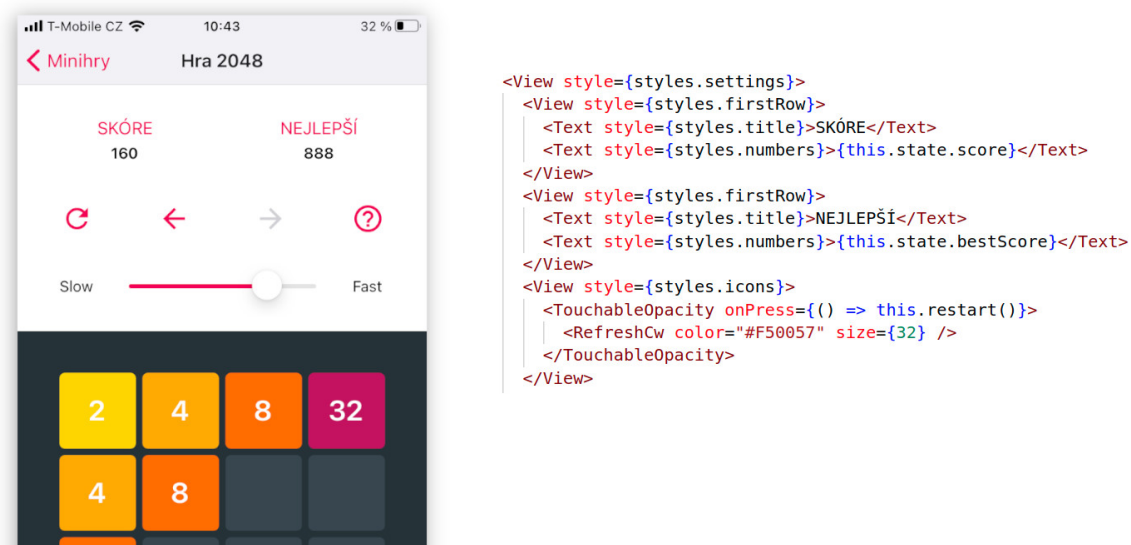 T-Mobile CZ 10:43 32 %
Minihry Hra 2048
SKÓRE NEJLEPŠÍ
160 888
Slow Fast
2 4 8 32
4 8
<View style={styles.settings}>
<View style={styles.firstRow}>
<Text style={styles.title}>SKÓRE</Text>
<Text style={styles.numbers}>{this.state.score}</Text>
</View>
<View style={styles.firstRow}>
<Text style={styles.title}>NEJLEPŠÍ</Text>
<Text style={styles.numbers}>{this.state.bestScore}</Text>
</View>
<View style={styles.icons}>
<TouchableOpacity onPress={() => this.restart()}>
<RefreshCw color="#F50057" size={32} />
</TouchableOpacity>
</View>